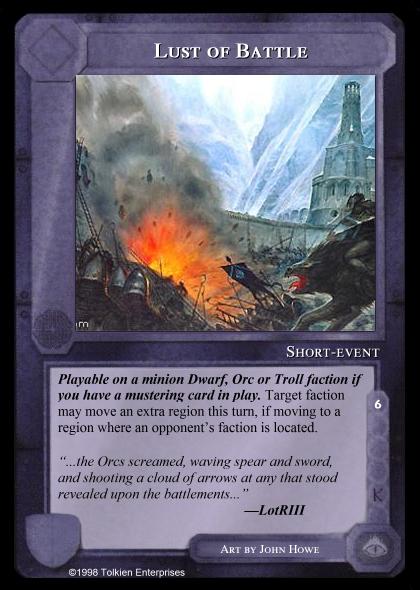 LUST OF BATTLE
m
SHORT-EVENT
Playable on a minion Dwarf, Orc or Troll faction if
you have a mustering card in play. Target faction
may move an extra region this turn, if moving to a
region where an opponent's faction is located.
6
“...the Orcs screamed, waving spear and sword,
and shooting a cloud of arrows at any that stood
revealed upon the battlements...”
—LotRIII
K
ART BY JOHN HOWE
©1998 Tolkien Enterprises